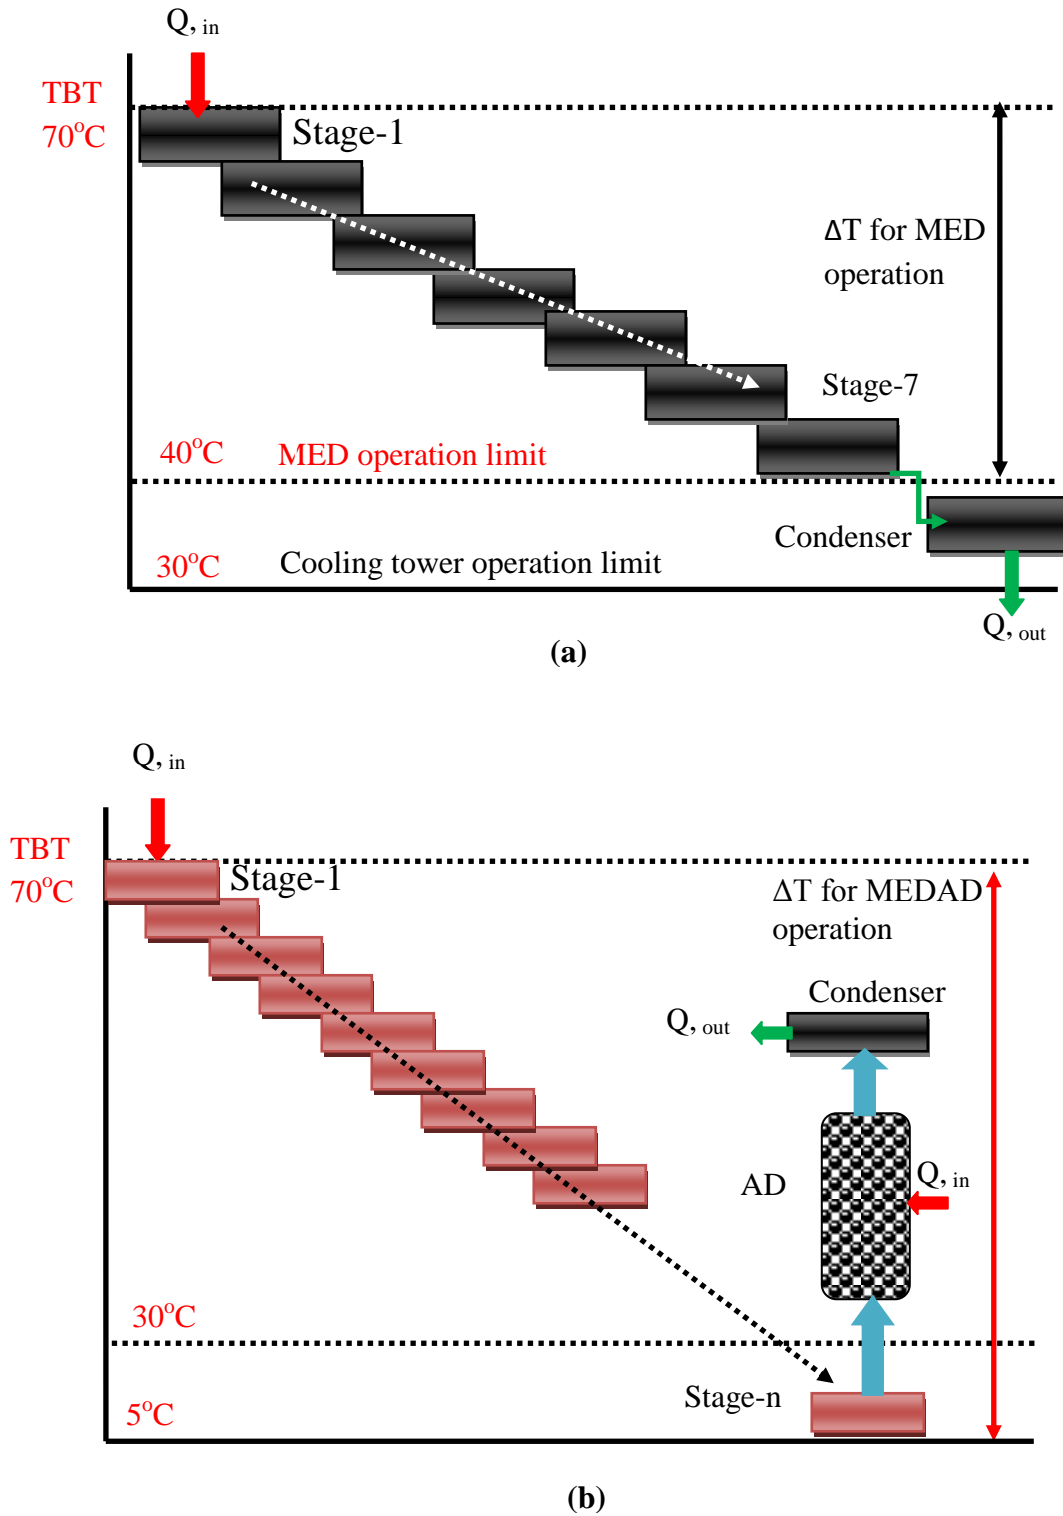 Q, in
TBT
70°C
Stage-1
ΔT for MED
operation
Stage-7
40°C
MED operation limit
Condenser
30°C
Cooling tower operation limit
Q, out
(a)
Q, in
TBT
70°C
Stage-1
ΔT for MEDAD
operation
Condenser
Q, out
AD
Q, in
30°C
Stage-n
5°C
(b)